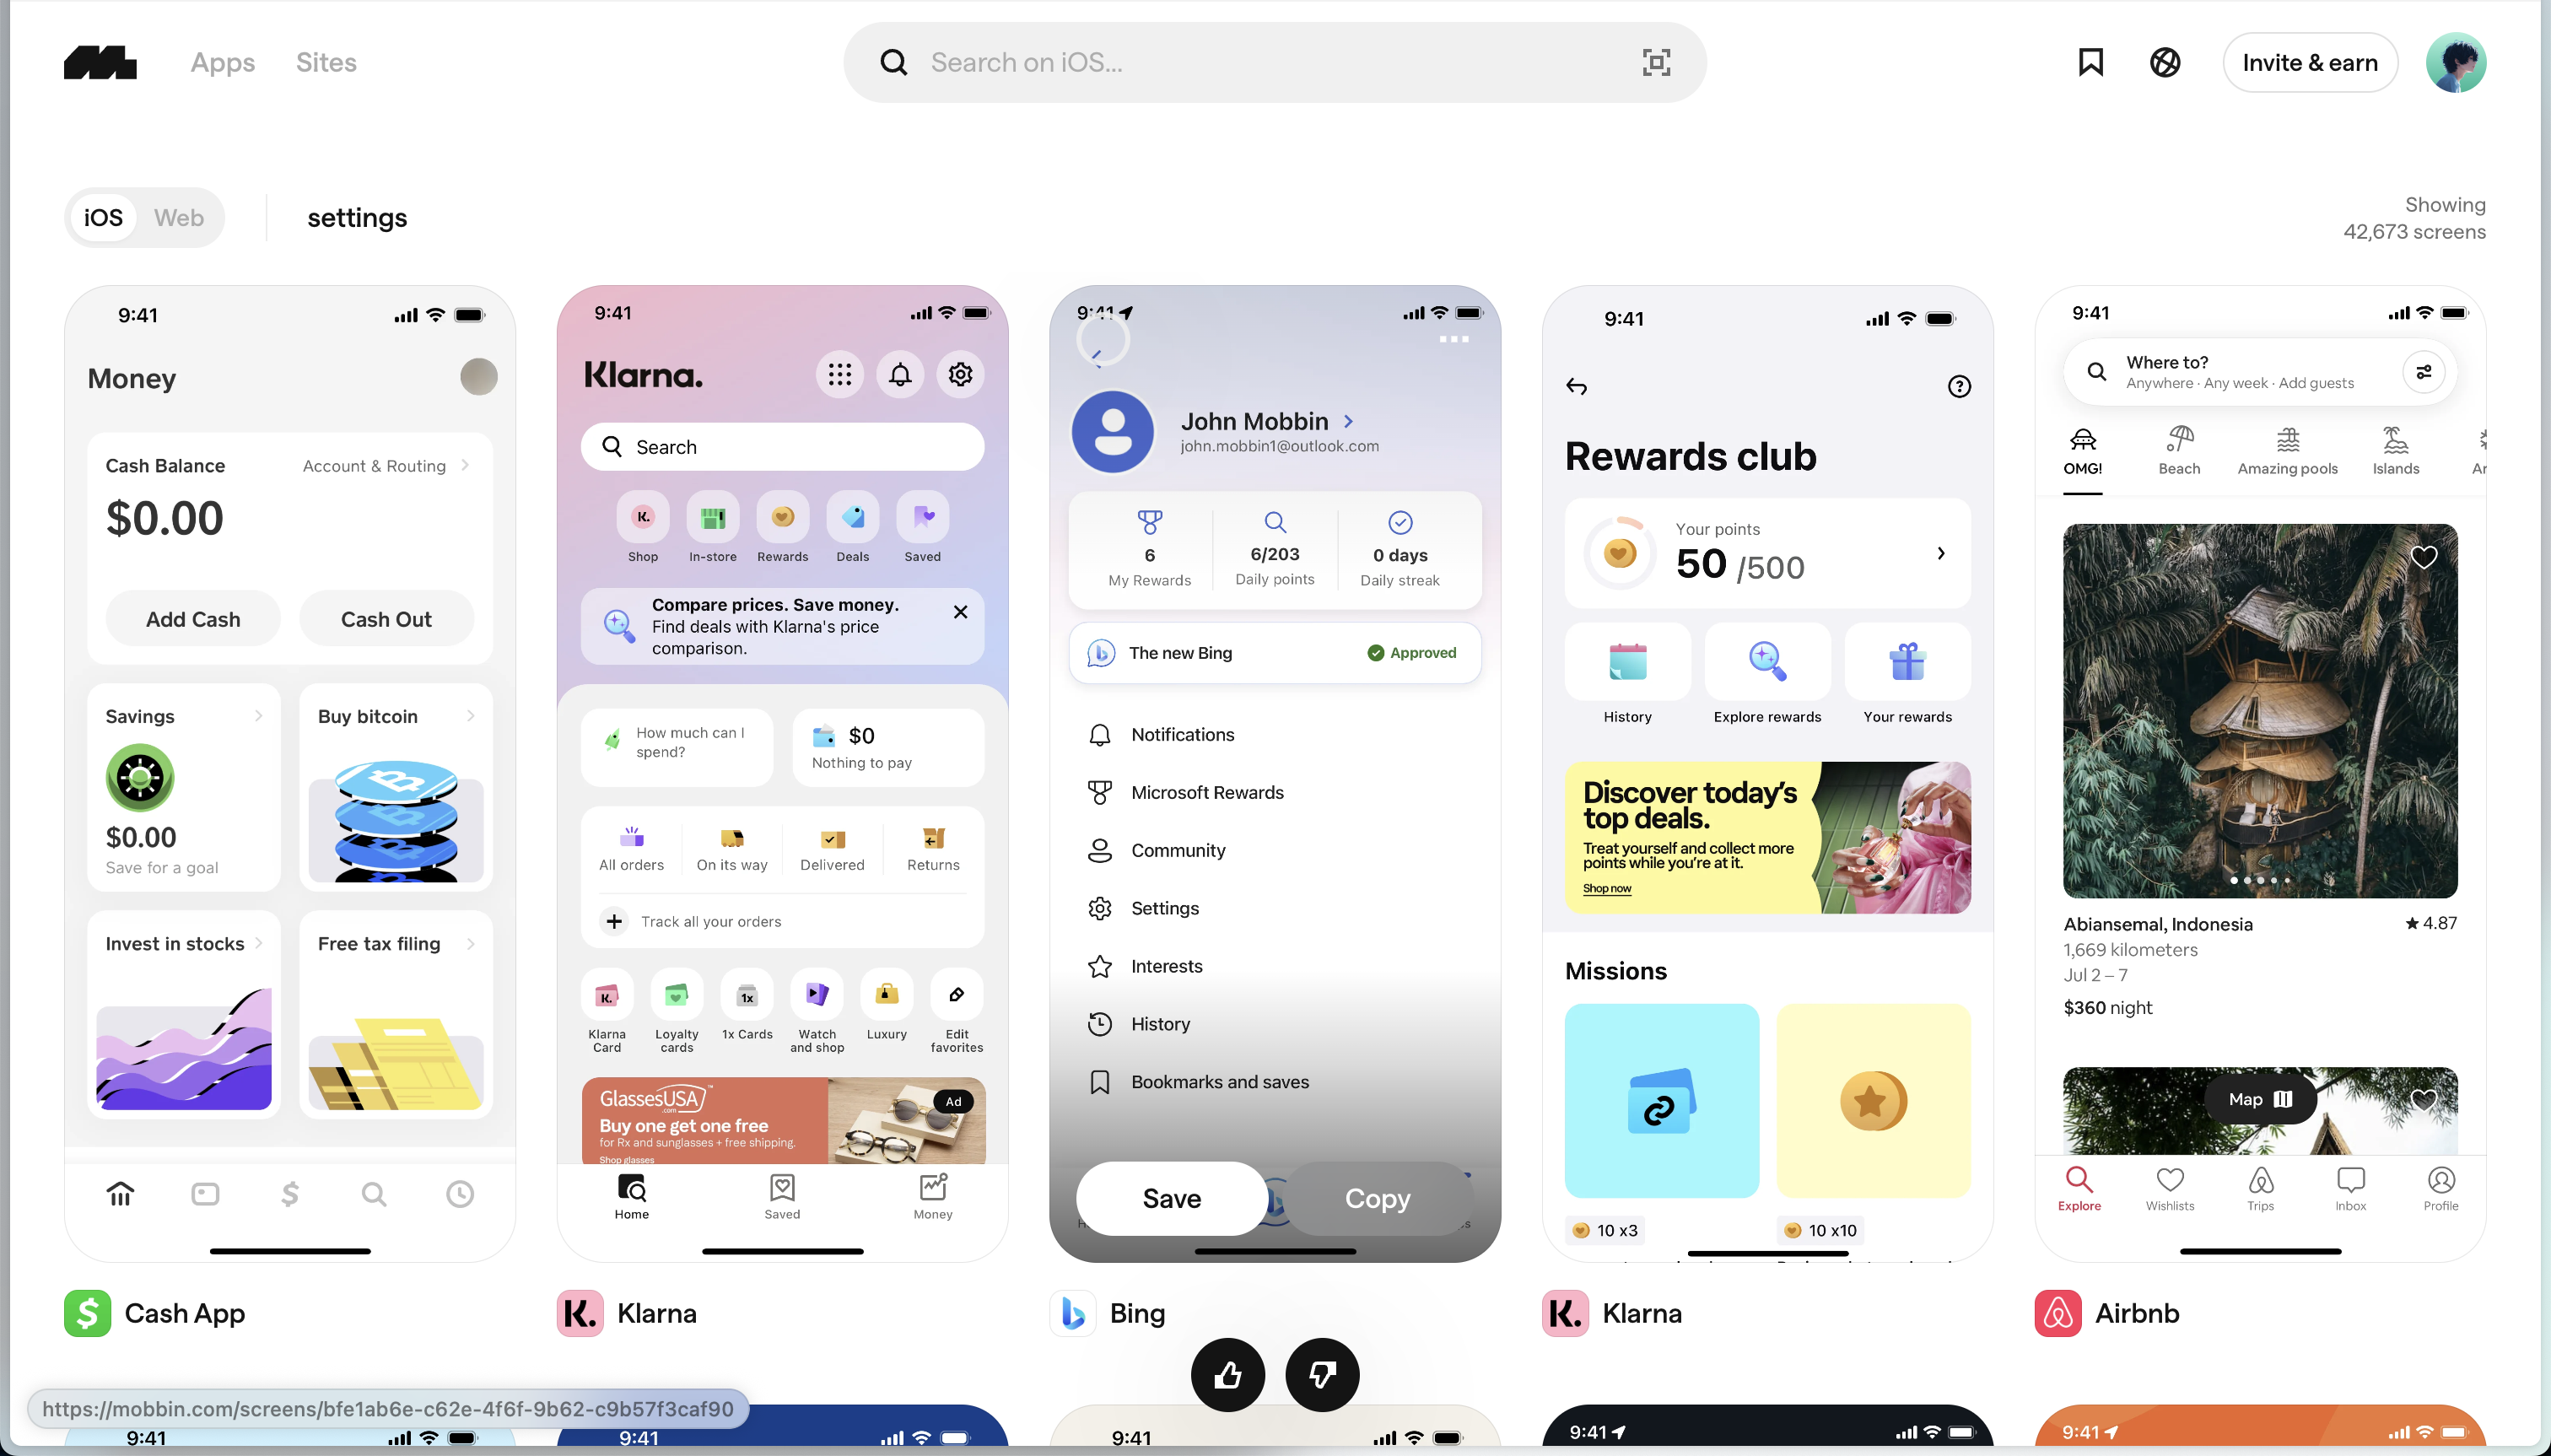 Apps
Sites
Search on iOS...
Invite & earn
iOS
Web
settings
Showing
42,673 screens
9:41
Money
Cash Balance
Account & Routing
$0.00
Add Cash
Cash Out
Savings
$0.00
Save for a goal
Buy bitcoin
Invest in stocks
Free tax filing
Cash App
9:41
Klarna.
Search
Shop
In-store
Rewards
Deals
Saved
Compare prices. Save money.
Find deals with Klarna's price
comparison.
How much can I
spend?
$0
Nothing to pay
All orders
On its way
Delivered
Returns
Track all your orders
K.
1x
Klarna
Card
Loyalty
cards
1x Cards
Watch
and shop
Luxury
Edit
favorites
GlassesUSA
.com
Ad
Buy one get one free
for Rx and sunglasses + free shipping.
Shop glasses
Home
Saved
Money
K.
Klarna
9:41
John Mobbin
john.mobbin1@outlook.com
6
My Rewards
6/203
Daily points
0 days
Daily streak
The new Bing
Approved
Notifications
Microsoft Rewards
Community
Settings
Interests
History
Bookmarks and saves
Save
Copy
Bing
9:41
Rewards club
Your points
50 /500
History
Explore rewards
Your rewards
Discover today's
top deals.
Treat yourself and collect more
points while you're at it.
Shop now
Missions
10 x3
10 x10
K.
Klarna
9:41
Where to?
Anywhere · Any week · Add guests
OMG!
Beach
Amazing pools
Islands
Abiansemal, Indonesia
4.87
1,669 kilometers
Jul 2 – 7
$360 night
Map
Explore
Wishlists
Trips
Inbox
Profile
Airbnb
https://mobbin.com/screens/bfe1ab6e-c62e-4f6f-9b62-c9b57f3caf90
9:41
9:41
9:41
9:41
9:41